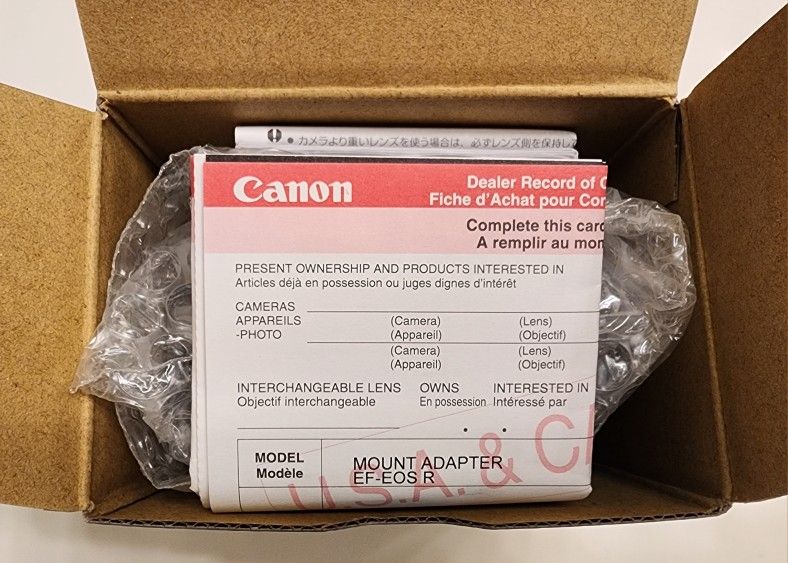 ● カメラより重いレンズを使う場合は、必ずレンズ側を保持し
Canon
Dealer Record of
Fiche d'Achat pour
Complete this card
A remplir au
PRESENT OWNERSHIP AND PRODUCTS INTERESTED IN
Articles déjà en possession ou juges dignes d'intérêt
CAMERAS
APPAREILS (Camera) (Lens)
-PHOTO (Appareil) (Objectif)
(Camera) (Lens)
(Appareil) (Objectif)
INTERCHANGEABLE LENS OWNS INTERESTED IN
Objectif interchangeable En possession Intéressé par
MODEL
Modèle
MOUNT ADAPTER
EF-EOS R
U.S.A. & C